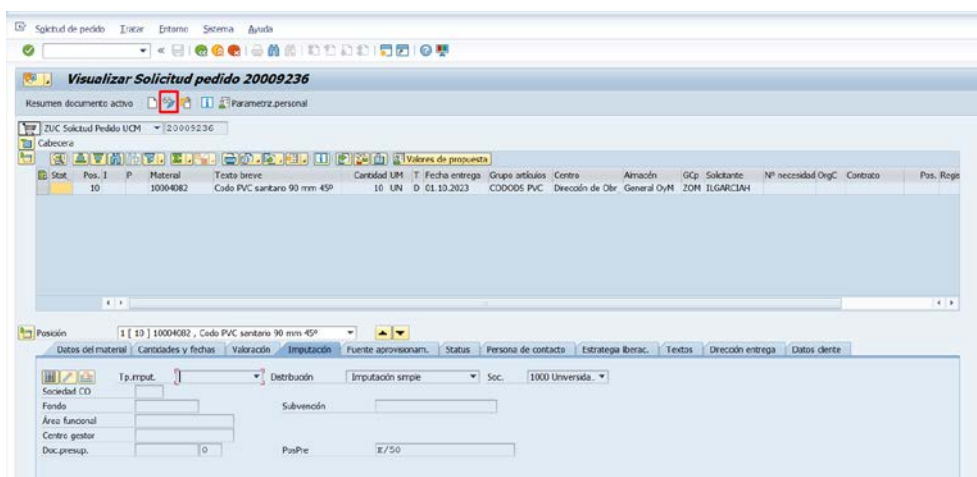 Solicitud de pedido Tratar Entorno Sistema Ayuda
Visualizar Solicitud pedido 20009236
Resumen documento activo Parametriz.personal
ZUC Solicitud Pedido UCM 20009236
Cabecera
Valores de propuesta
Stat Pos. I P Material Texto breve Cantidad UM T Fecha entrega Grupo artículos Centro Almacén GCp Solicitante Nº necesidad OrgC Contrato Pos. Regis
10 10004082 Codo PVC sanitario 90 mm 45º 10 UN D 01.10.2023 CODODS PVC Dirección de Obr_ General OyM ZOM ILGARCIAH
Posición 1 [ 10 ] 10004082 , Codo PVC sanitario 90 mm 45º
Datos del material Cantidades y fechas Valoración Imputación Fuente aprovisionam. Status Persona de contacto Estrategia liberac. Textos Dirección entrega Datos cliente
Tp.imput. Distribución Imputación simple Soc. 1000 Universida..
Sociedad CO
Fondo Subvención
Área funcional
Centro gestor
Doc.presup. 0 PosPre E/50